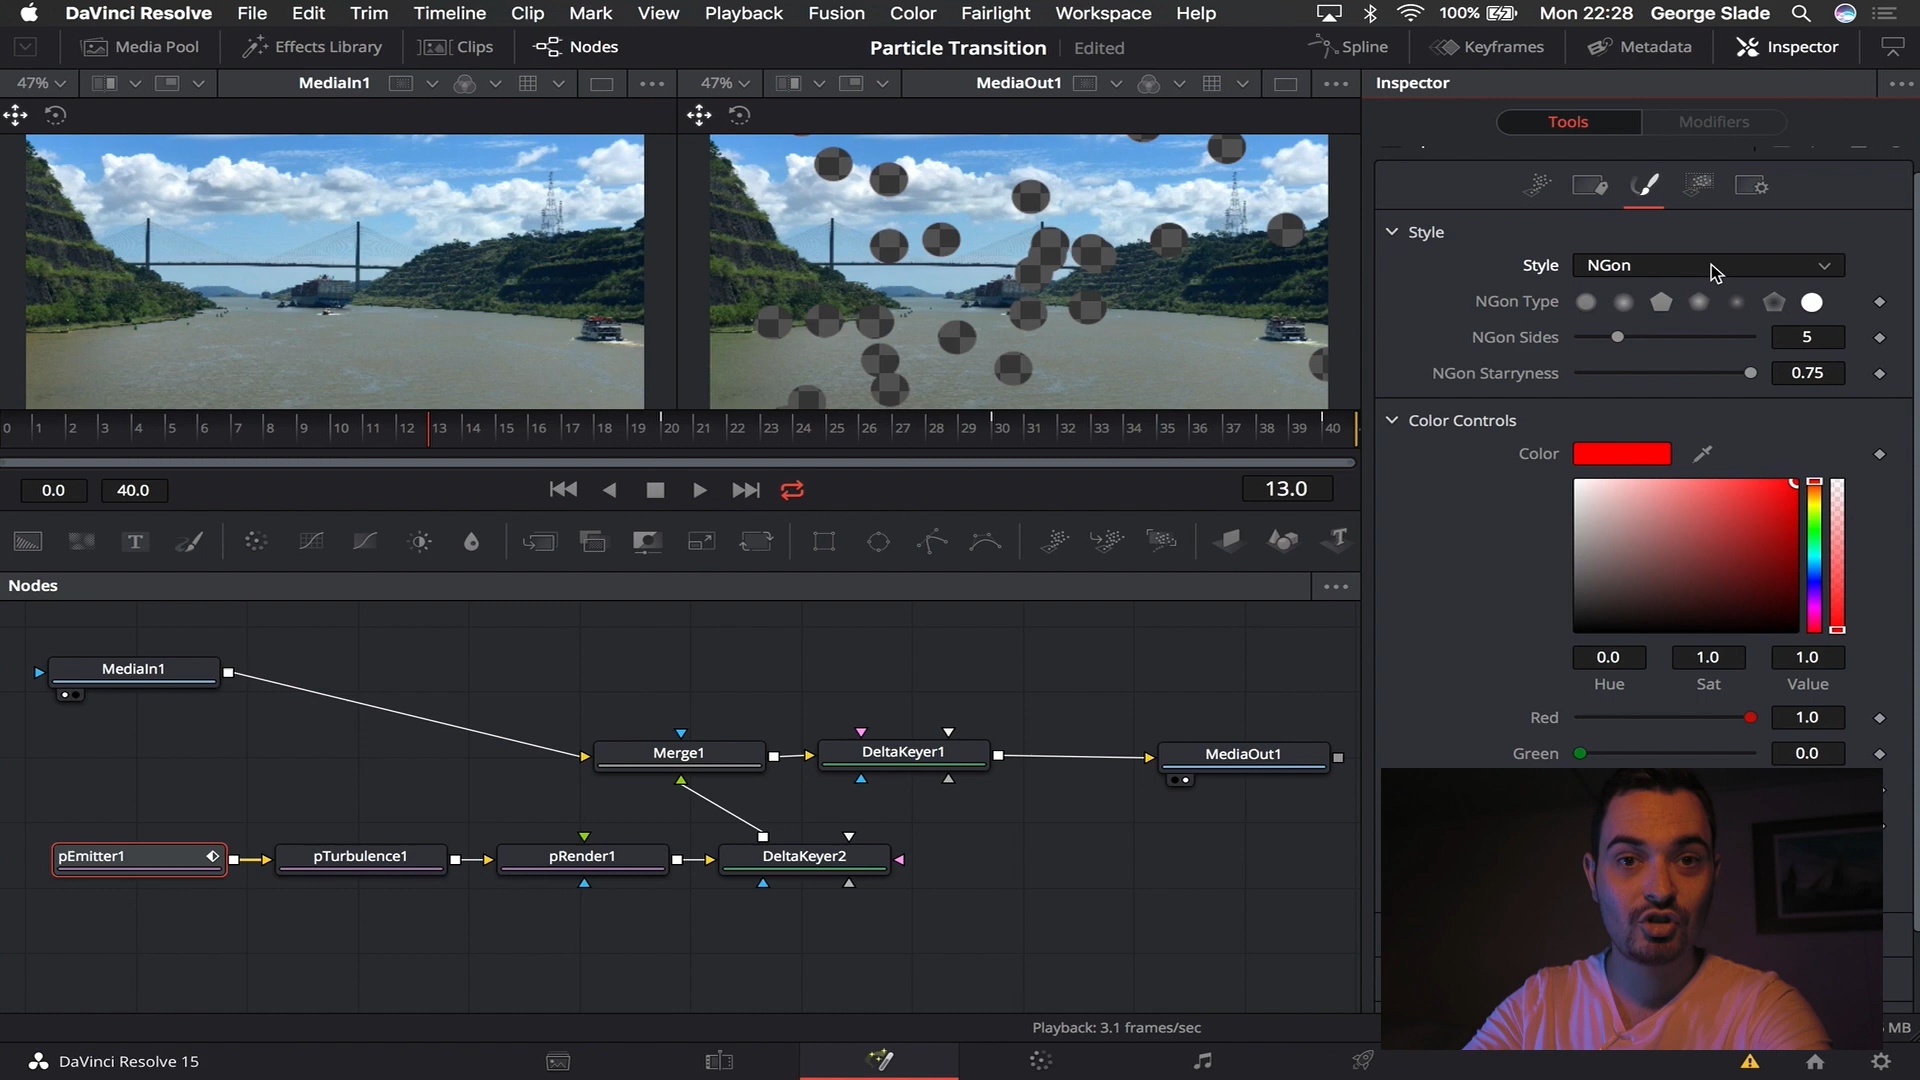 DaVinci Resolve File Edit Trim Timeline Clip Mark View Playback Fusion Color Fairlight Workspace Help 100% Mon 22:28 George Slade
Media Pool Effects Library Clips Nodes Particle Transition Edited Spline Keyframes Metadata Inspector
47% MediaIn1 47% MediaOut1 Inspector
Tools Modifiers
Style
Style NGon
NGon Type
NGon Sides 5
NGon Starryness 0.75
0 1 2 3 4 5 6 7 8 9 10 11 12 13 14 15 16 17 18 19 20 21 22 23 24 25 26 27 28 29 30 31 32 33 34 35 36 37 38 39 40
Color Controls
Color
0.0 40.0 13.0
T T
Nodes
0.0 1.0 1.0
Hue Sat Value
Red 1.0
Green 0.0
MediaIn1
Merge1 DeltaKeyer1 MediaOut1
pEmitter1 pTurbulence1 pRender1 DeltaKeyer2
Playback: 3.1 frames/sec
MB
DaVinci Resolve 15